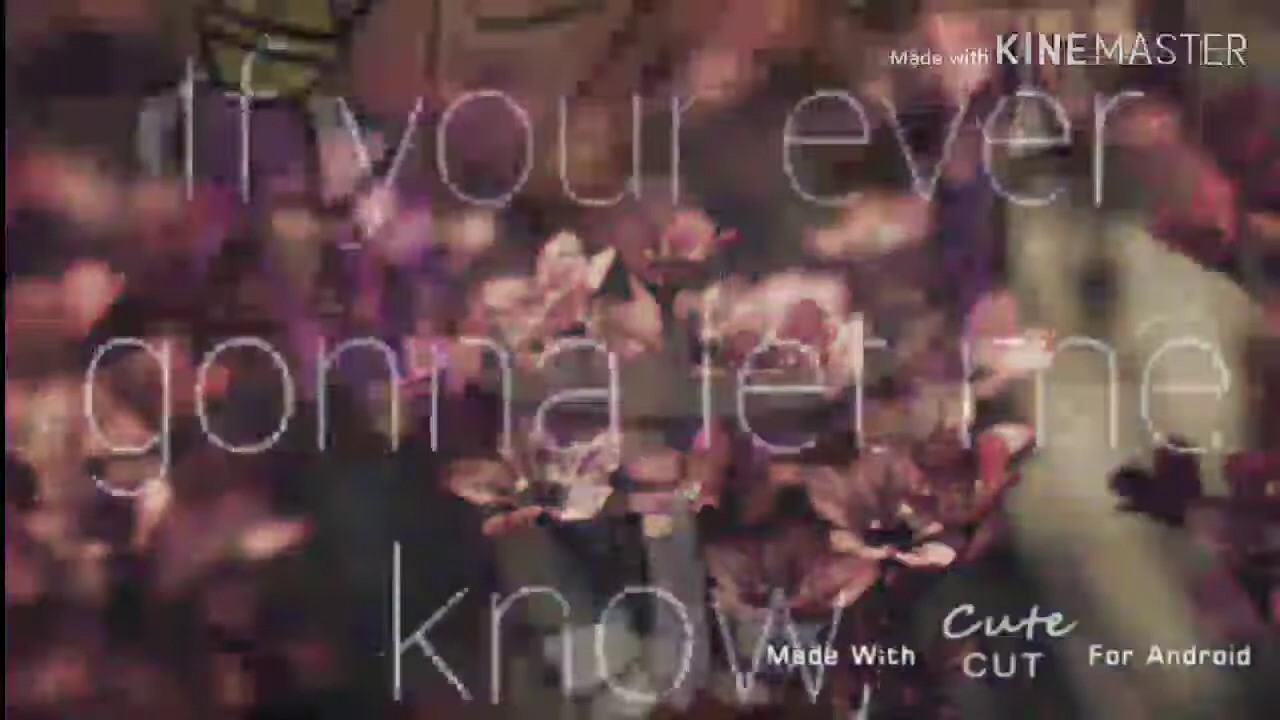 Made with KINEMASTER
If your ever
gonna let me
know,
Made With Cute CUT For Android